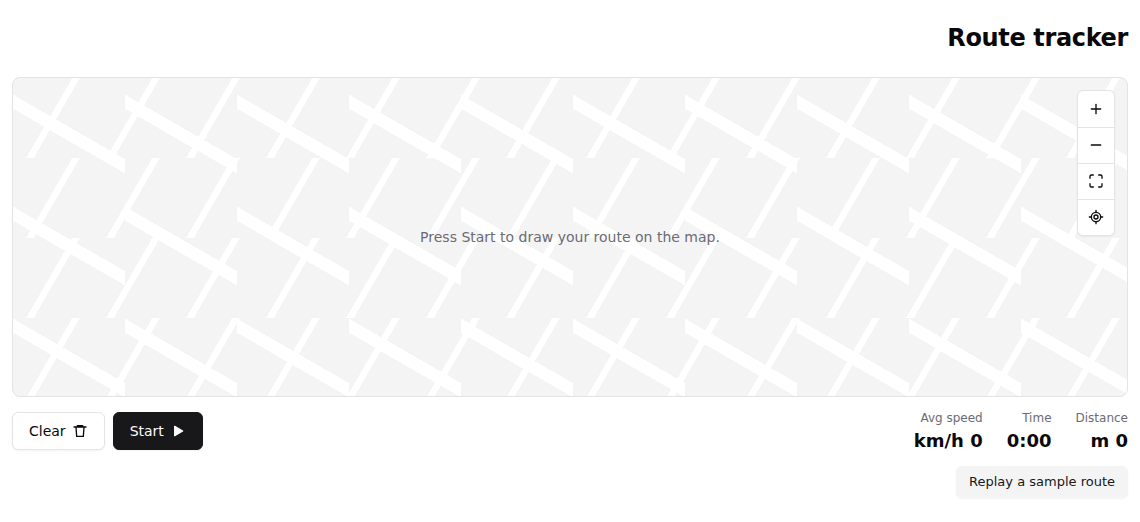 Route tracker
Press Start to draw your route on the map.
Clear
Start
Avg speed
km/h 0
Time
0:00
Distance
m 0
Replay a sample route